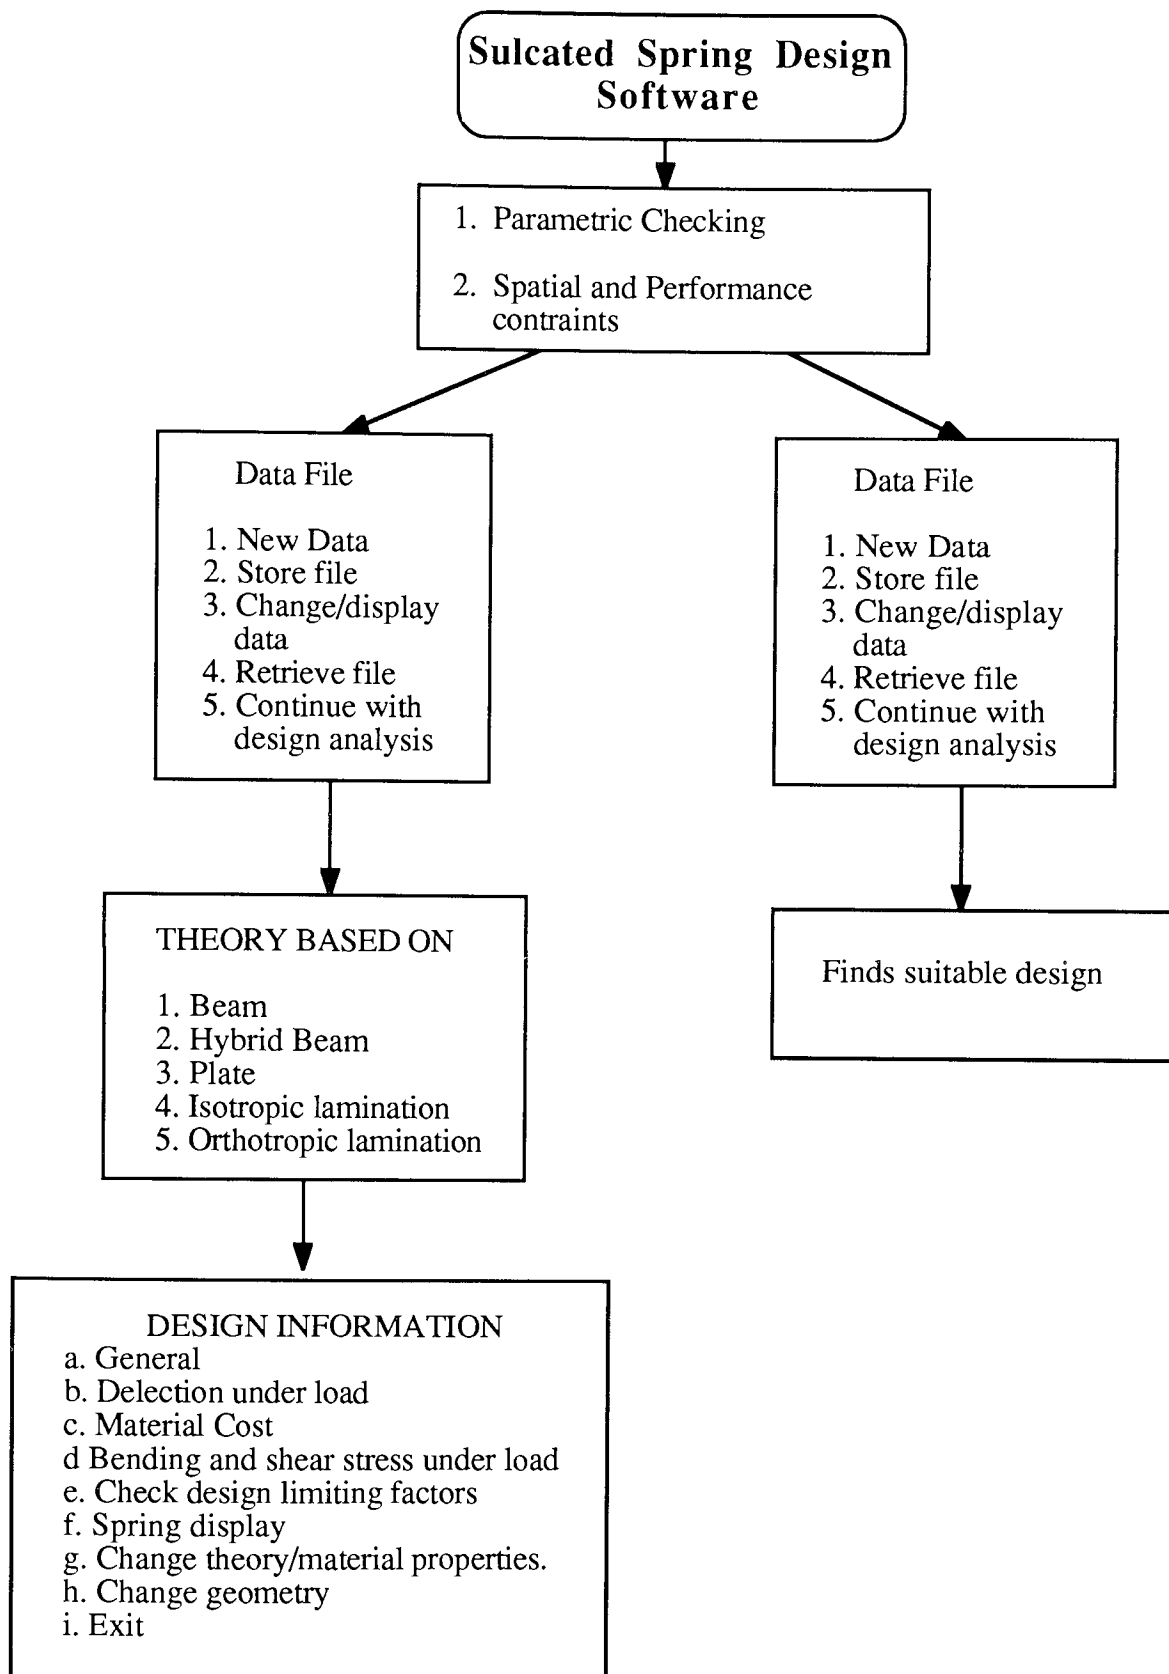 Sulcated Spring Design
Software
1. Parametric Checking
2. Spatial and Performance
contraints
Data File
1. New Data
2. Store file
3. Change/display
data
4. Retrieve file
5. Continue with
design analysis
Data File
1. New Data
2. Store file
3. Change/display
data
4. Retrieve file
5. Continue with
design analysis
THEORY BASED ON
1. Beam
2. Hybrid Beam
3. Plate
4. Isotropic lamination
5. Orthotropic lamination
Finds suitable design
DESIGN INFORMATION
a. General
b. Delection under load
c. Material Cost
d Bending and shear stress under load
e. Check design limiting factors
f. Spring display
g. Change theory/material properties.
h. Change geometry
i. Exit